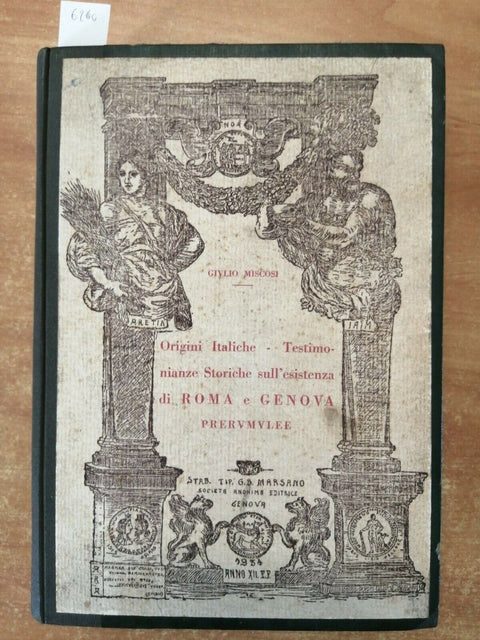 6260
GIVLIO MISCOSI
Origini Italiche - Testimo-
nianze Storiche sull'esistenza
di ROMA e GENOVA
PRERVMVLEE
STAB. TIP. G.B. MARSANO
SOCIETÀ ANONIMA EDITRICE
GENOVA
1934
ANNO XII. E.F.